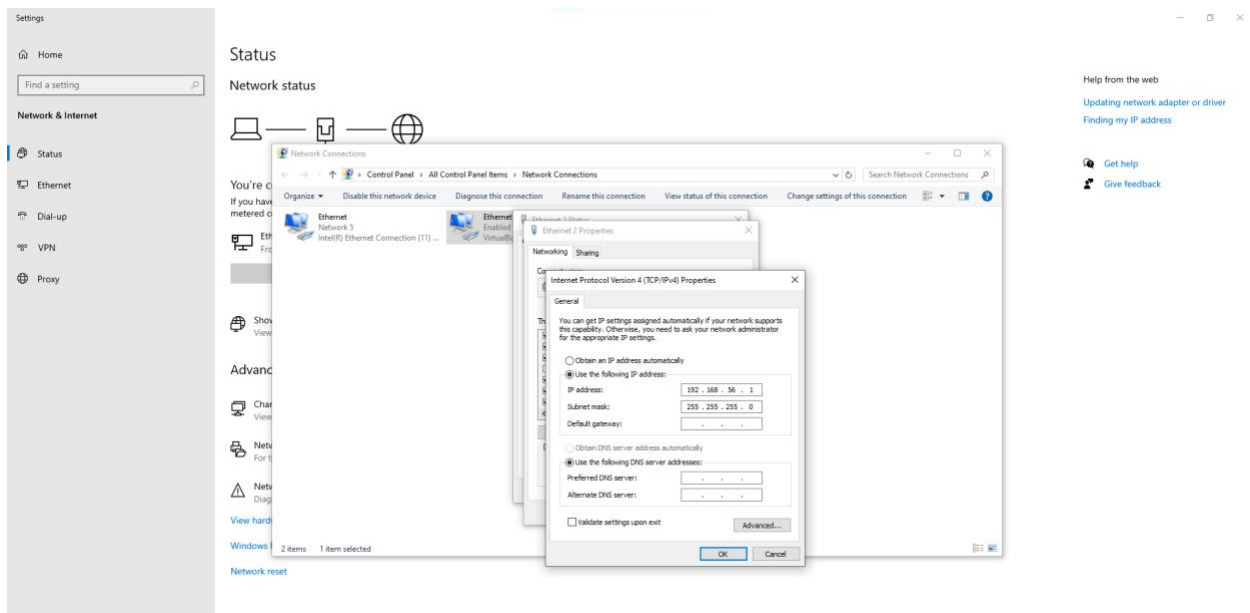 Settings
Home
Find a setting
Network & Internet
Status
Ethernet
Dial-up
VPN
Proxy
Status
Network status
You're c
If you have
metered c
Eth
Fro
Show
View
Advanc
Char
View
Netw
For t
Netw
Diag
View hard
Windows
Network reset
Help from the web
Updating network adapter or driver
Finding my IP address
Get help
Give feedback
Network Connections
Control Panel > All Control Panel Items > Network Connections
Search Network Connections
Organize
Disable this network device
Diagnose this connection
Rename this connection
View status of this connection
Change settings of this connection
Ethernet
Network 5
Intel(R) Ethernet Connection (11) ...
Ethernet
Enabled
VirtualBo
2 items
1 item selected
Ethernet 2 Status
Ethernet 2 Properties
Networking
Sharing
Co
Th
Internet Protocol Version 4 (TCP/IPv4) Properties
General
You can get IP settings assigned automatically if your network supports
this capability. Otherwise, you need to ask your network administrator
for the appropriate IP settings.
Obtain an IP address automatically
Use the following IP address:
IP address: 192 . 168 . 56 . 1
Subnet mask: 255 . 255 . 255 . 0
Default gateway: . . .
Obtain DNS server address automatically
Use the following DNS server addresses:
Preferred DNS server: . . .
Alternate DNS server: . . .
Validate settings upon exit
Advanced...
OK
Cancel